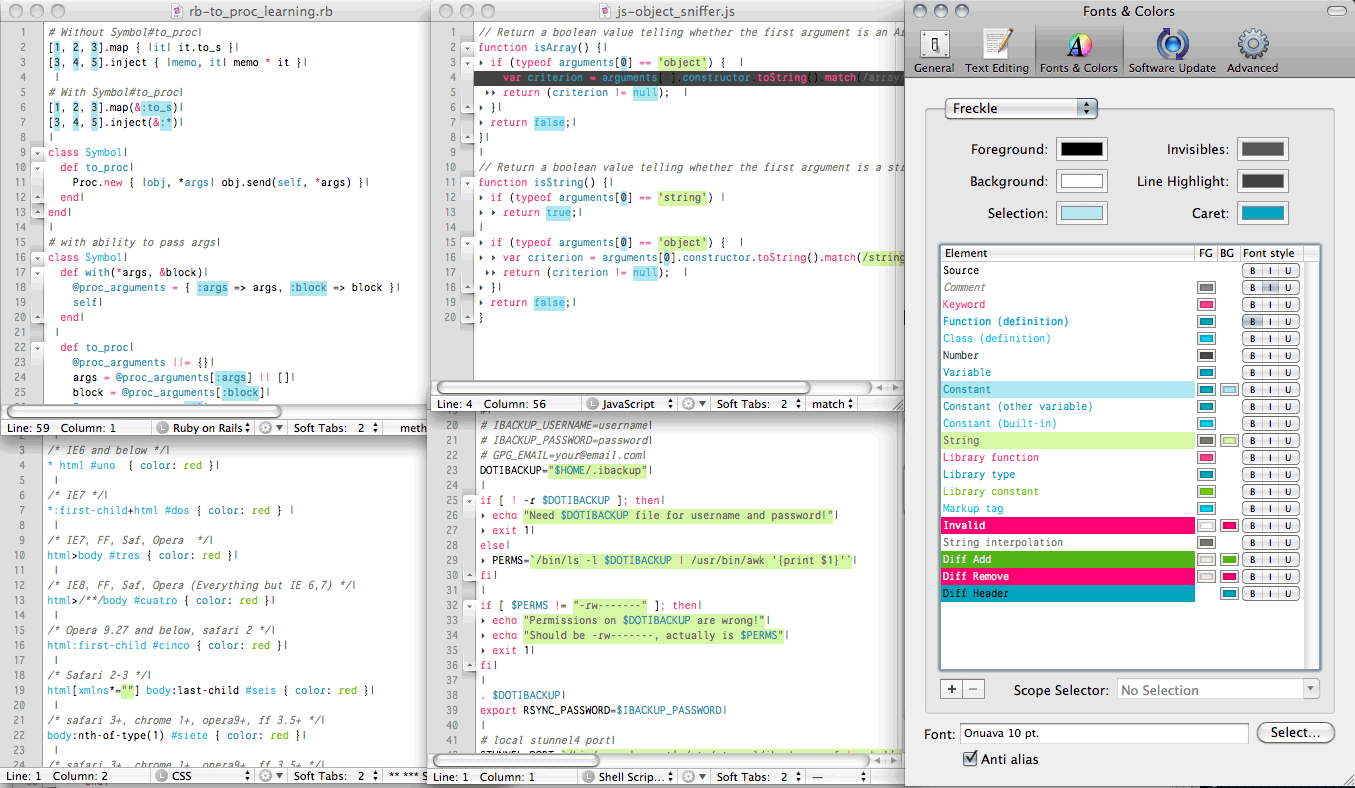 rb-to_proc_learning.rb
1 # Without Symbol#to_proc
2 [1, 2, 3].map { |it| it.to_s }
3 [3, 4, 5].inject { |memo, it| memo * it }
4
5 # With Symbol#to_proc
6 [1, 2, 3].map(&:to_s)
7 [3, 4, 5].inject(&:*)
8
9 class Symbol
10 def to_proc
11 Proc.new { |obj, *args| obj.send(self, *args) }
12 end
13 end
14
15 # with ability to pass args
16 class Symbol
17 def with(*args, &block)
18 @proc_arguments = { :args => args, :block => block }
19 self
20 end
21
22 def to_proc
23 @proc_arguments ||= {}
24 args = @proc_arguments[:args] || []
25 block = @proc_arguments[:block]
Line: 59 Column: 1 L Ruby on Rails Soft Tabs: 2 meth
js-object_sniffer.js
1 // Return a boolean value telling whether the first argument is an Ar
2 function isArray() {
3 if (typeof arguments[0] == 'object') {
4 var criterion = arguments[ ].constructor.toString().match(/array/
5 return (criterion != null);
6 }
7 return false;
8 }
9
10 // Return a boolean value telling whether the first argument is a str
11 function isString() {
12 if (typeof arguments[0] == 'string')
13 return true;
14
15 if (typeof arguments[0] == 'object') {
16 var criterion = arguments[0].constructor.toString().match(/string
17 return (criterion != null);
18 }
19 return false;
20 }
Line: 4 Column: 56 L JavaScript Soft Tabs: 2 match
3 /* IE6 and below */
4 * html #uno { color: red }
5
6 /* IE7 */
7 *:first-child+html #dos { color: red }
8
9 /* IE7, FF, Saf, Opera */
10 html>body #tres { color: red }
11
12 /* IE8, FF, Saf, Opera (Everything but IE 6,7) */
13 html>/**/body #cuatro { color: red }
14
15 /* Opera 9.27 and below, safari 2 */
16 html:first-child #cinco { color: red }
17
18 /* Safari 2-3 */
19 html[xmlns*=""] body:last-child #seis { color: red }
20
21 /* safari 3+, chrome 1+, opera9+, ff 3.5+ */
22 body:nth-of-type(1) #siete { color: red }
23
24 /* safari 3+, chrome 1+, opera9+, ff 3.5+ */
Line: 1 Column: 2 L CSS Soft Tabs: 2 ** *** S
20 # IBACKUP_USERNAME=username
21 # IBACKUP_PASSWORD=password
22 # GPG_EMAIL=your@email.com
23 DOTIBACKUP="$HOME/.ibackup"
24
25 if [ ! -r $DOTIBACKUP ]; then
26 echo "Need $DOTIBACKUP file for username and password!"
27 exit 1
28 else
29 PERMS=`/bin/ls -l $DOTIBACKUP | /usr/bin/awk '{print $1}'`
30 fi
31
32 if [ $PERMS != "-rw-------" ]; then
33 echo "Permissions on $DOTIBACKUP are wrong!"
34 echo "Should be -rw-------, actually is $PERMS"
35 exit 1
36 fi
37
38 . $DOTIBACKUP
39 export RSYNC_PASSWORD=$IBACKUP_PASSWORD
40
41 # local stunnel4 port
Line: 1 Column: 1 L Shell Scrip... Soft Tabs: 2 —
Fonts & Colors
General Text Editing Fonts & Colors Software Update Advanced
Freckle
Foreground: Invisibles:
Background: Line Highlight:
Selection: Caret:
Element FG BG Font style
Source B I U
Comment B I U
Keyword B I U
Function (definition) B I U
Class (definition) B I U
Number B I U
Variable B I U
Constant B I U
Constant (other variable) B I U
Constant (built-in) B I U
String B I U
Library function B I U
Library type B I U
Library constant B I U
Markup tag B I U
Invalid B I U
String interpolation B I U
Diff Add B I U
Diff Remove B I U
Diff Header B I U
+ − Scope Selector: No Selection
Font: Onuava 10 pt. Select...
Anti alias